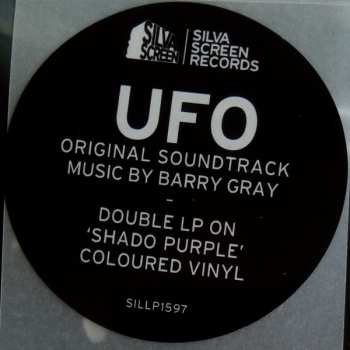 SILVA
SCREEN
SILVA
SCREEN
RECORDS
UFO
ORIGINAL SOUNDTRACK
MUSIC BY BARRY GRAY
–
DOUBLE LP ON
'SHADO PURPLE'
COLOURED VINYL
SILLP1597